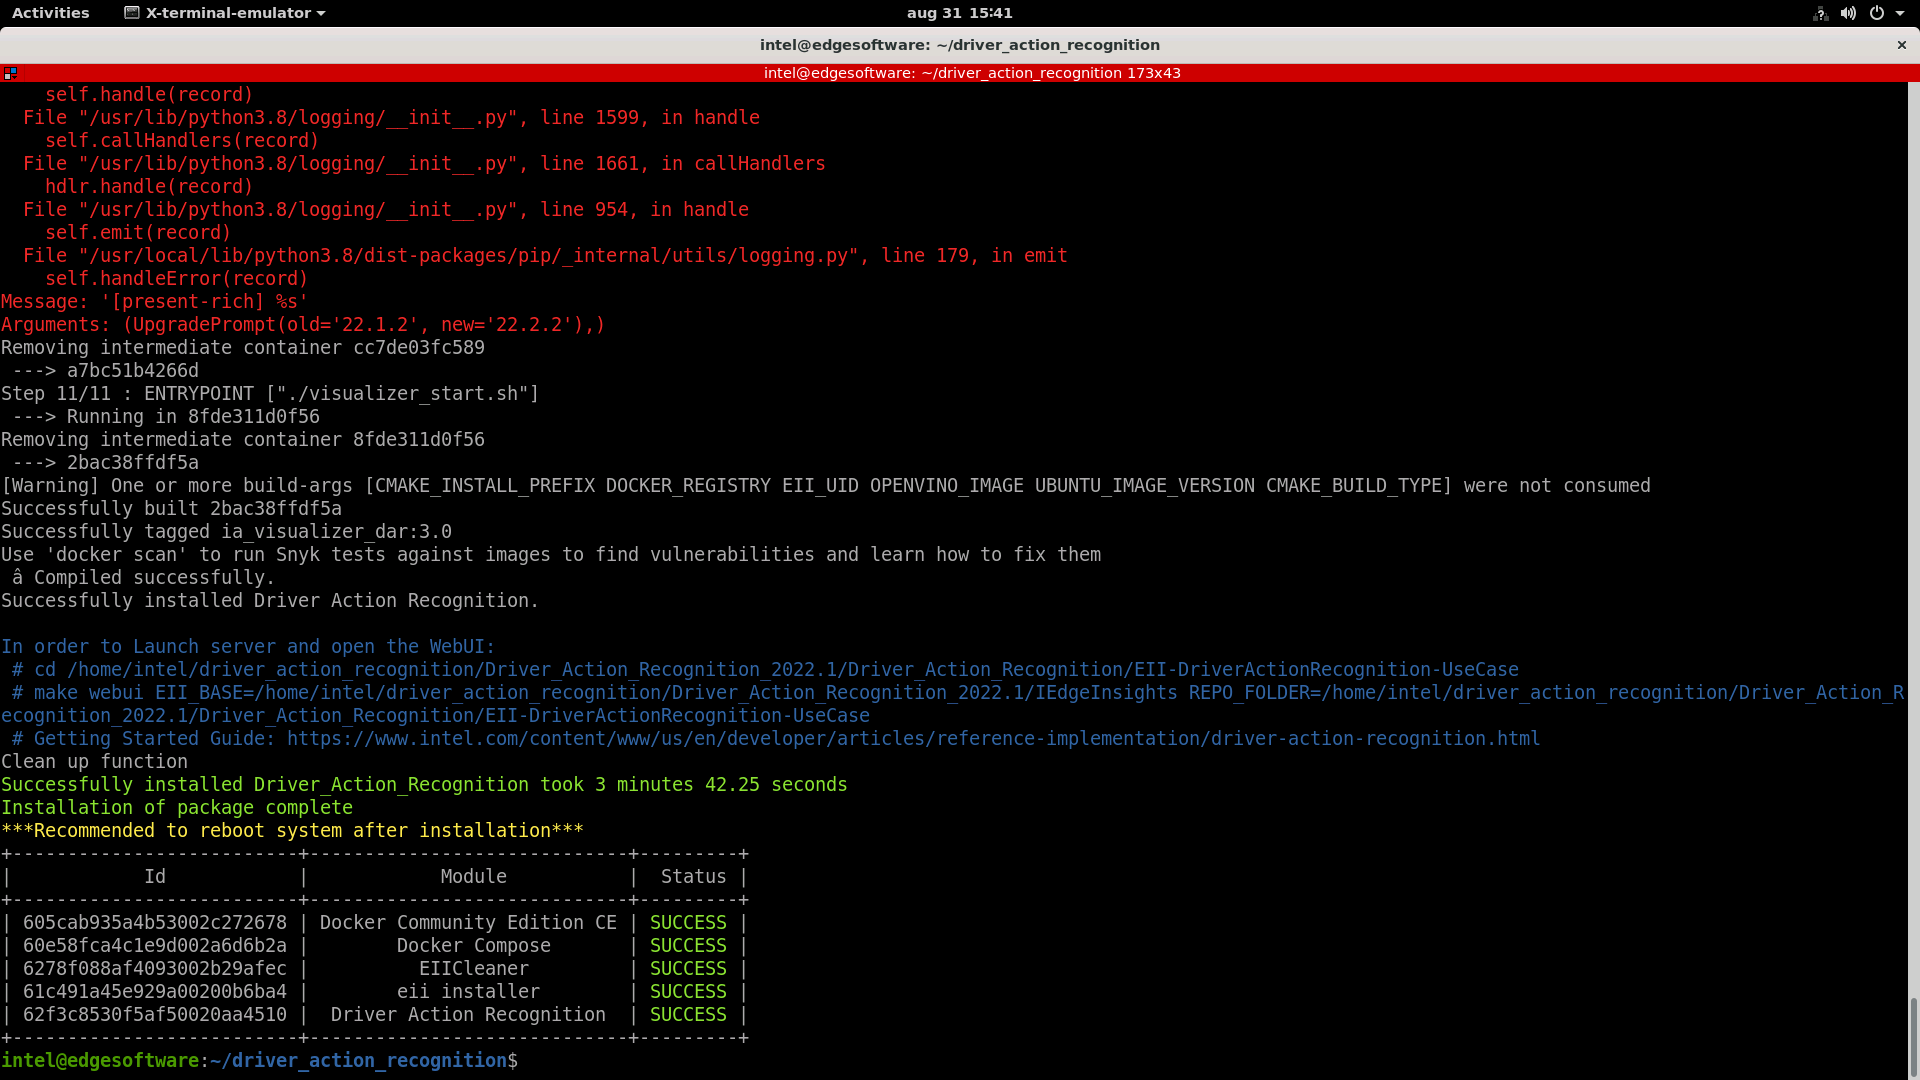 Activities X-terminal-emulator aug 31 15:41
intel@edgesoftware: ~/driver_action_recognition
intel@edgesoftware: ~/driver_action_recognition 173x43
    self.handle(record)
  File "/usr/lib/python3.8/logging/__init__.py", line 1599, in handle
    self.callHandlers(record)
  File "/usr/lib/python3.8/logging/__init__.py", line 1661, in callHandlers
    hdlr.handle(record)
  File "/usr/lib/python3.8/logging/__init__.py", line 954, in handle
    self.emit(record)
  File "/usr/local/lib/python3.8/dist-packages/pip/_internal/utils/logging.py", line 179, in emit
    self.handleError(record)
Message: '[present-rich] %s'
Arguments: (UpgradePrompt(old='22.1.2', new='22.2.2'),)
Removing intermediate container cc7de03fc589
 ---> a7bc51b4266d
Step 11/11 : ENTRYPOINT ["./visualizer_start.sh"]
 ---> Running in 8fde311d0f56
Removing intermediate container 8fde311d0f56
 ---> 2bac38ffdf5a
[Warning] One or more build-args [CMAKE_INSTALL_PREFIX DOCKER_REGISTRY EII_UID OPENVINO_IMAGE UBUNTU_IMAGE_VERSION CMAKE_BUILD_TYPE] were not consumed
Successfully built 2bac38ffdf5a
Successfully tagged ia_visualizer_dar:3.0
Use 'docker scan' to run Snyk tests against images to find vulnerabilities and learn how to fix them
 â Compiled successfully.
Successfully installed Driver Action Recognition.
In order to Launch server and open the WebUI:
 # cd /home/intel/driver_action_recognition/Driver_Action_Recognition_2022.1/Driver_Action_Recognition/EII-DriverActionRecognition-UseCase
 # make webui EII_BASE=/home/intel/driver_action_recognition/Driver_Action_Recognition_2022.1/IEdgeInsights REPO_FOLDER=/home/intel/driver_action_recognition/Driver_Action_R
ecognition_2022.1/Driver_Action_Recognition/EII-DriverActionRecognition-UseCase
 # Getting Started Guide: https://www.intel.com/content/www/us/en/developer/articles/reference-implementation/driver-action-recognition.html
Clean up function
Successfully installed Driver_Action_Recognition took 3 minutes 42.25 seconds
Installation of package complete
***Recommended to reboot system after installation***
+--------------------------+-----------------------------+---------+
|            Id            |            Module           |  Status |
+--------------------------+-----------------------------+---------+
| 605cab935a4b53002c272678 | Docker Community Edition CE | SUCCESS |
| 60e58fca4c1e9d002a6d6b2a |        Docker Compose       | SUCCESS |
| 6278f088af4093002b29afec |          EIICleaner         | SUCCESS |
| 61c491a45e929a00200b6ba4 |        eii installer        | SUCCESS |
| 62f3c8530f5af50020aa4510 |  Driver Action Recognition  | SUCCESS |
+--------------------------+-----------------------------+---------+
intel@edgesoftware:~/driver_action_recognition$